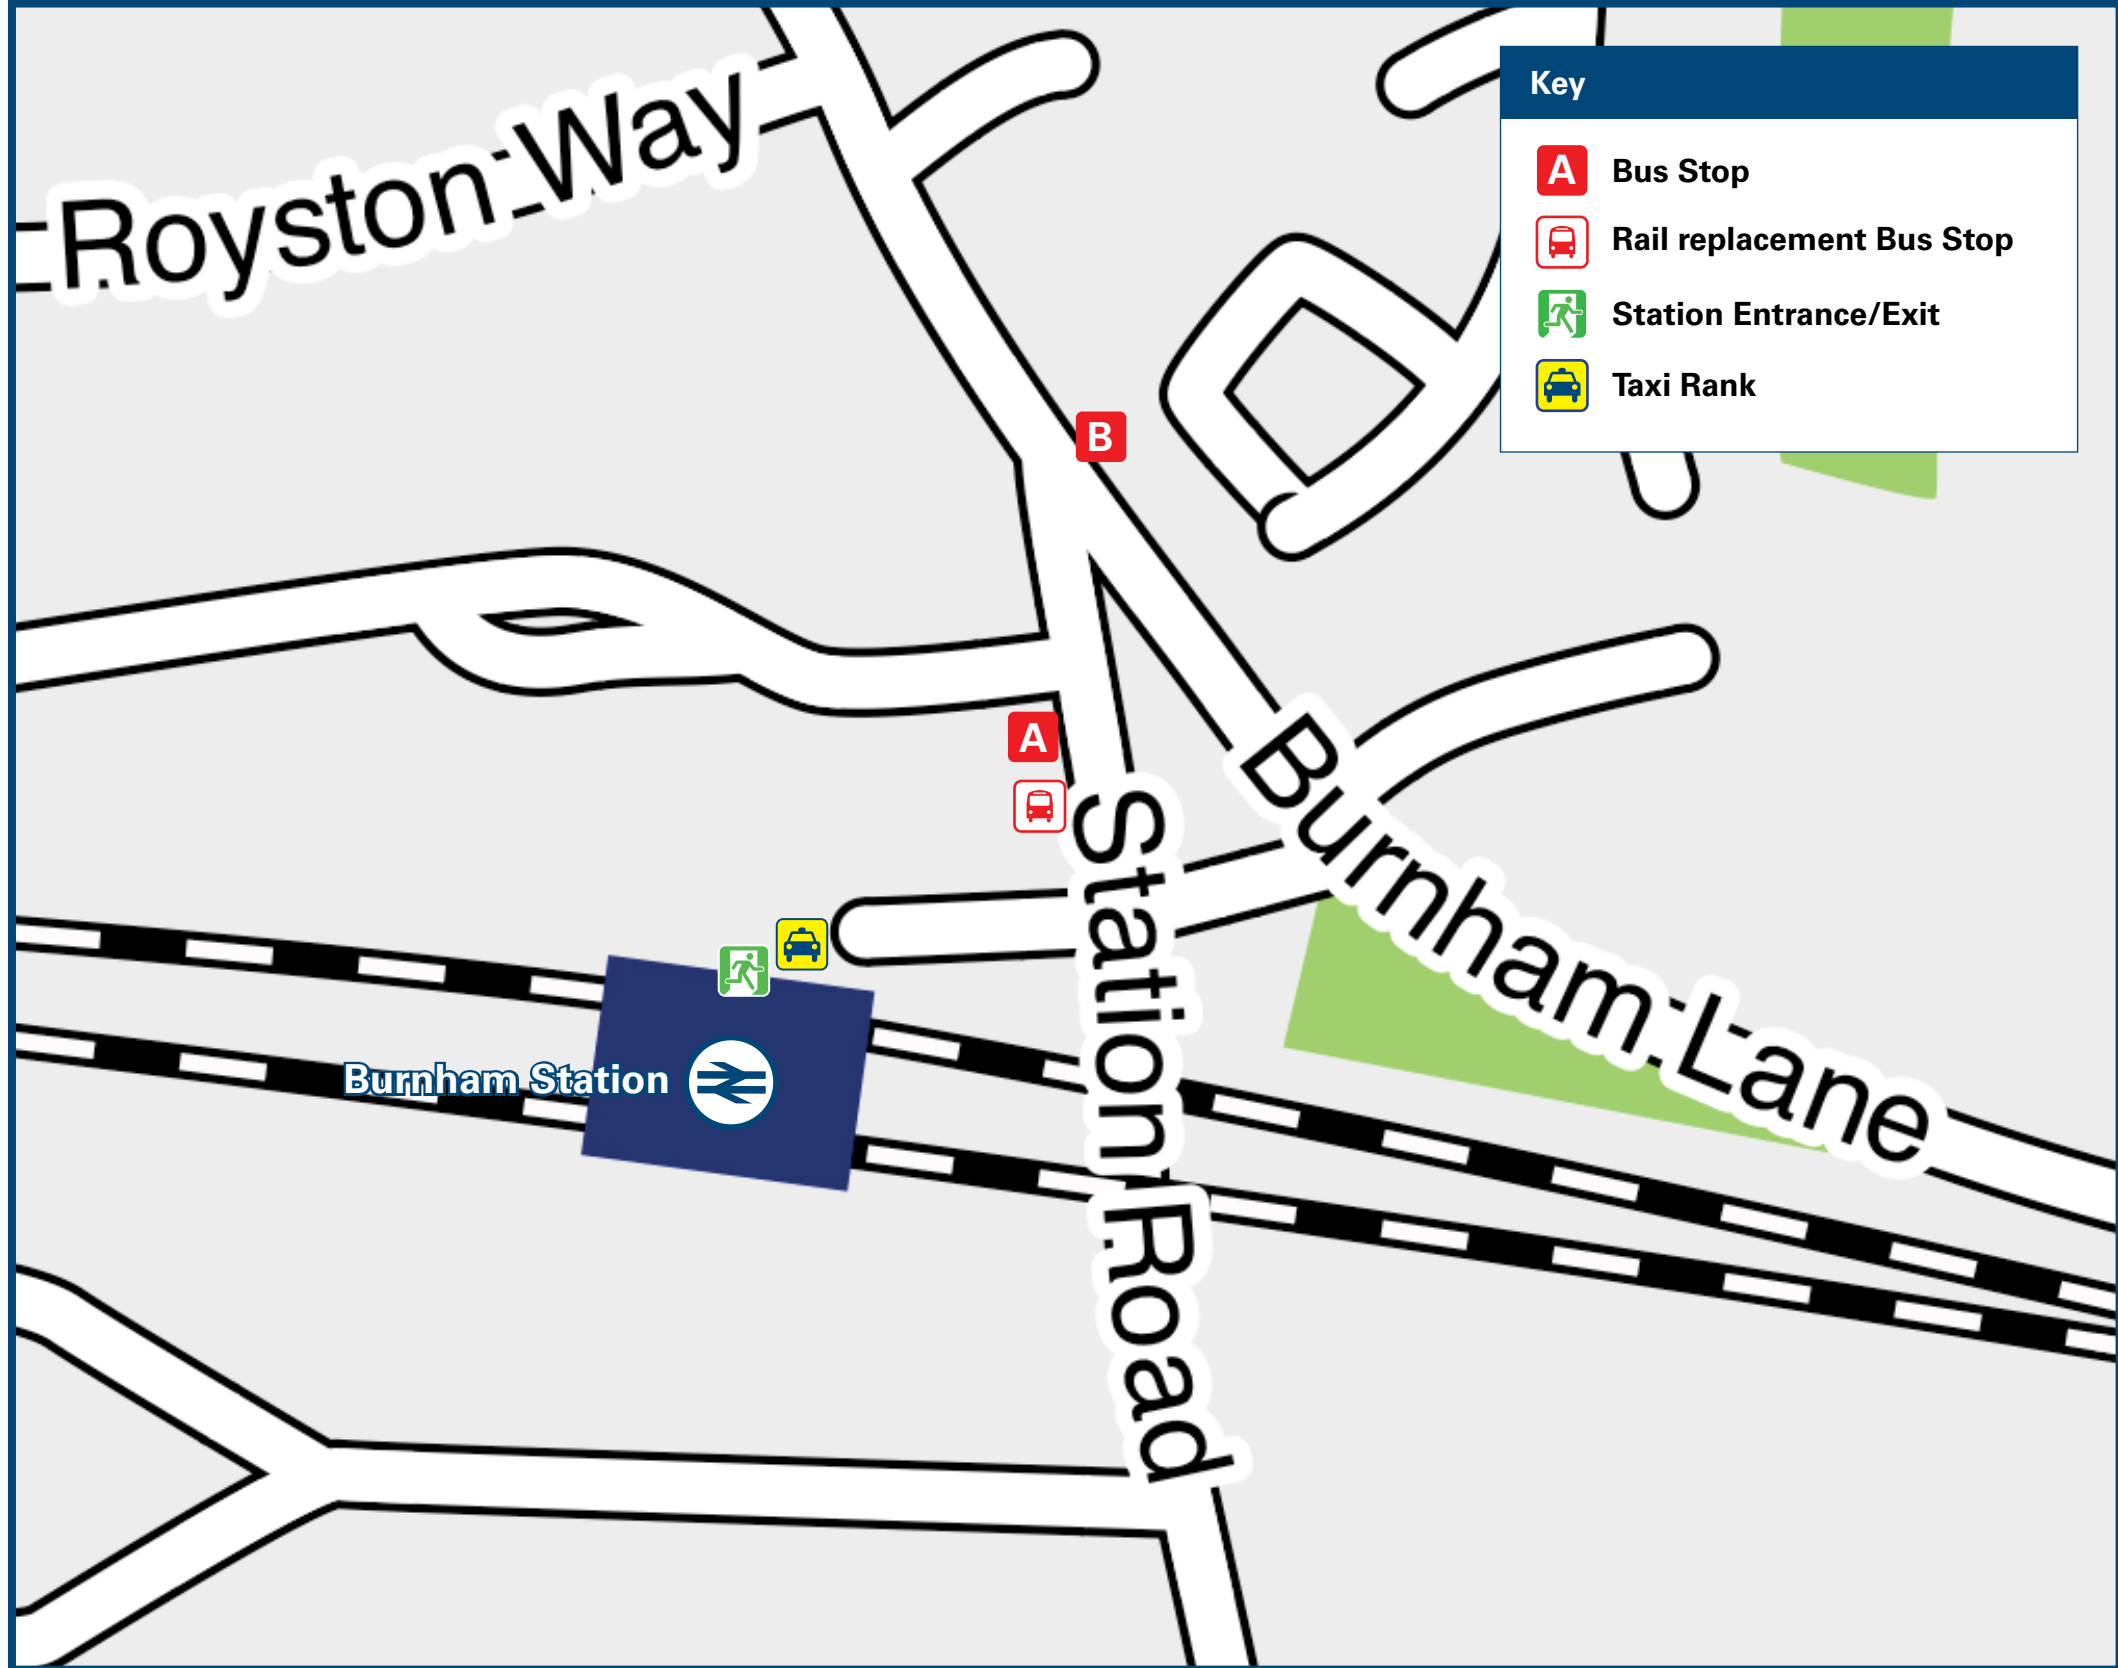 Royston Way
Key
A Bus Stop
Rail replacement Bus Stop
Station Entrance/Exit
Taxi Rank
B
A
Burnham Lane
Station Road
Burnham Station